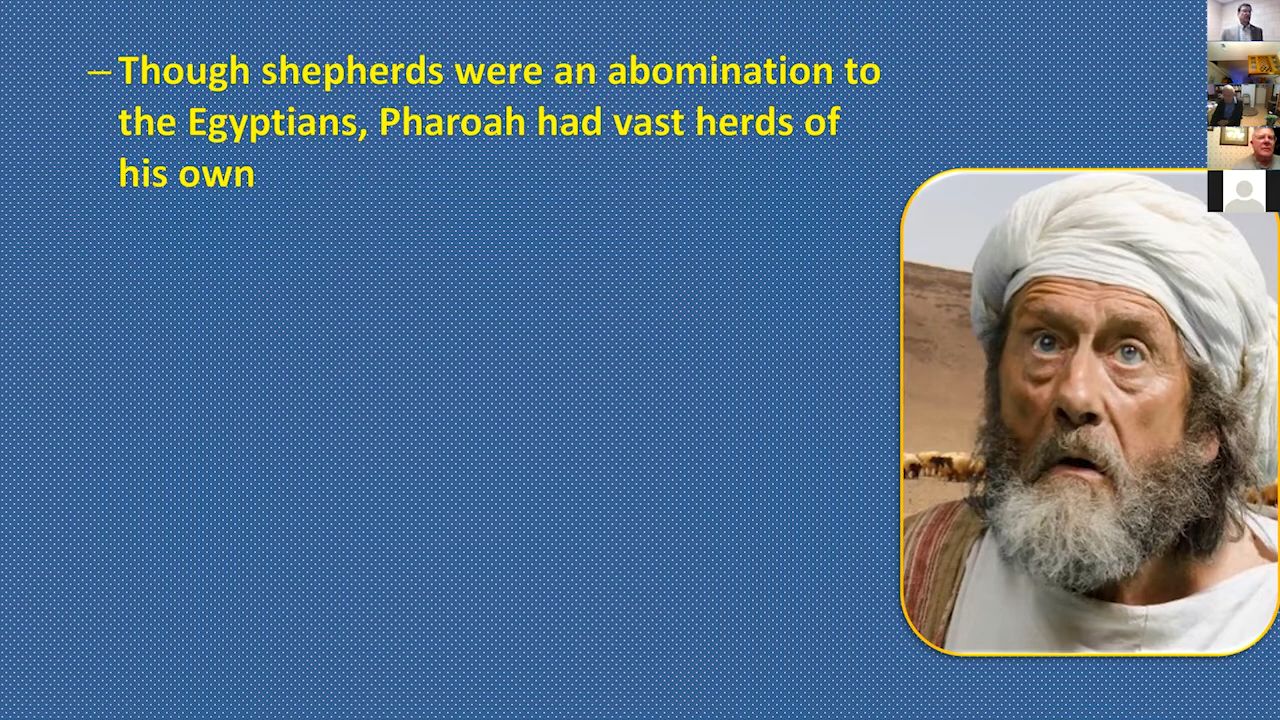 – Though shepherds were an abomination to
the Egyptians, Pharoah had vast herds of
his own